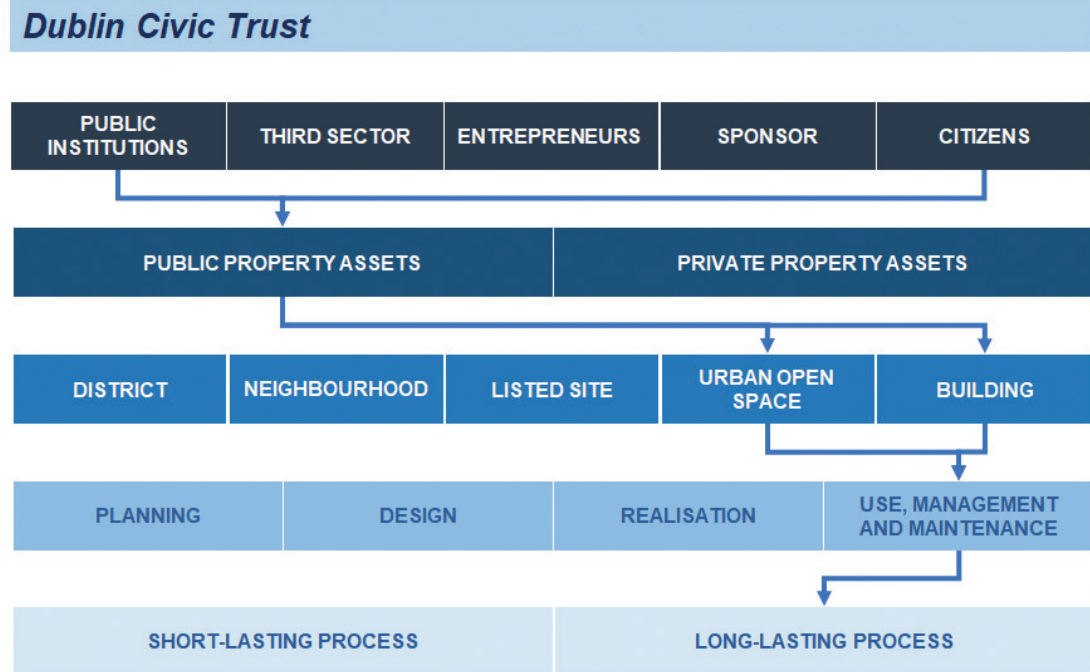 Dublin Civic Trust
PUBLIC
INSTITUTIONS
THIRD SECTOR
ENTREPRENEURS
SPONSOR
CITIZENS
PUBLIC PROPERTY ASSETS
PRIVATE PROPERTY ASSETS
DISTRICT
NEIGHBOURHOOD
LISTED SITE
URBAN OPEN
SPACE
BUILDING
PLANNING
DESIGN
REALISATION
USE, MANAGEMENT
AND MAINTENANCE
SHORT-LASTING PROCESS
LONG-LASTING PROCESS